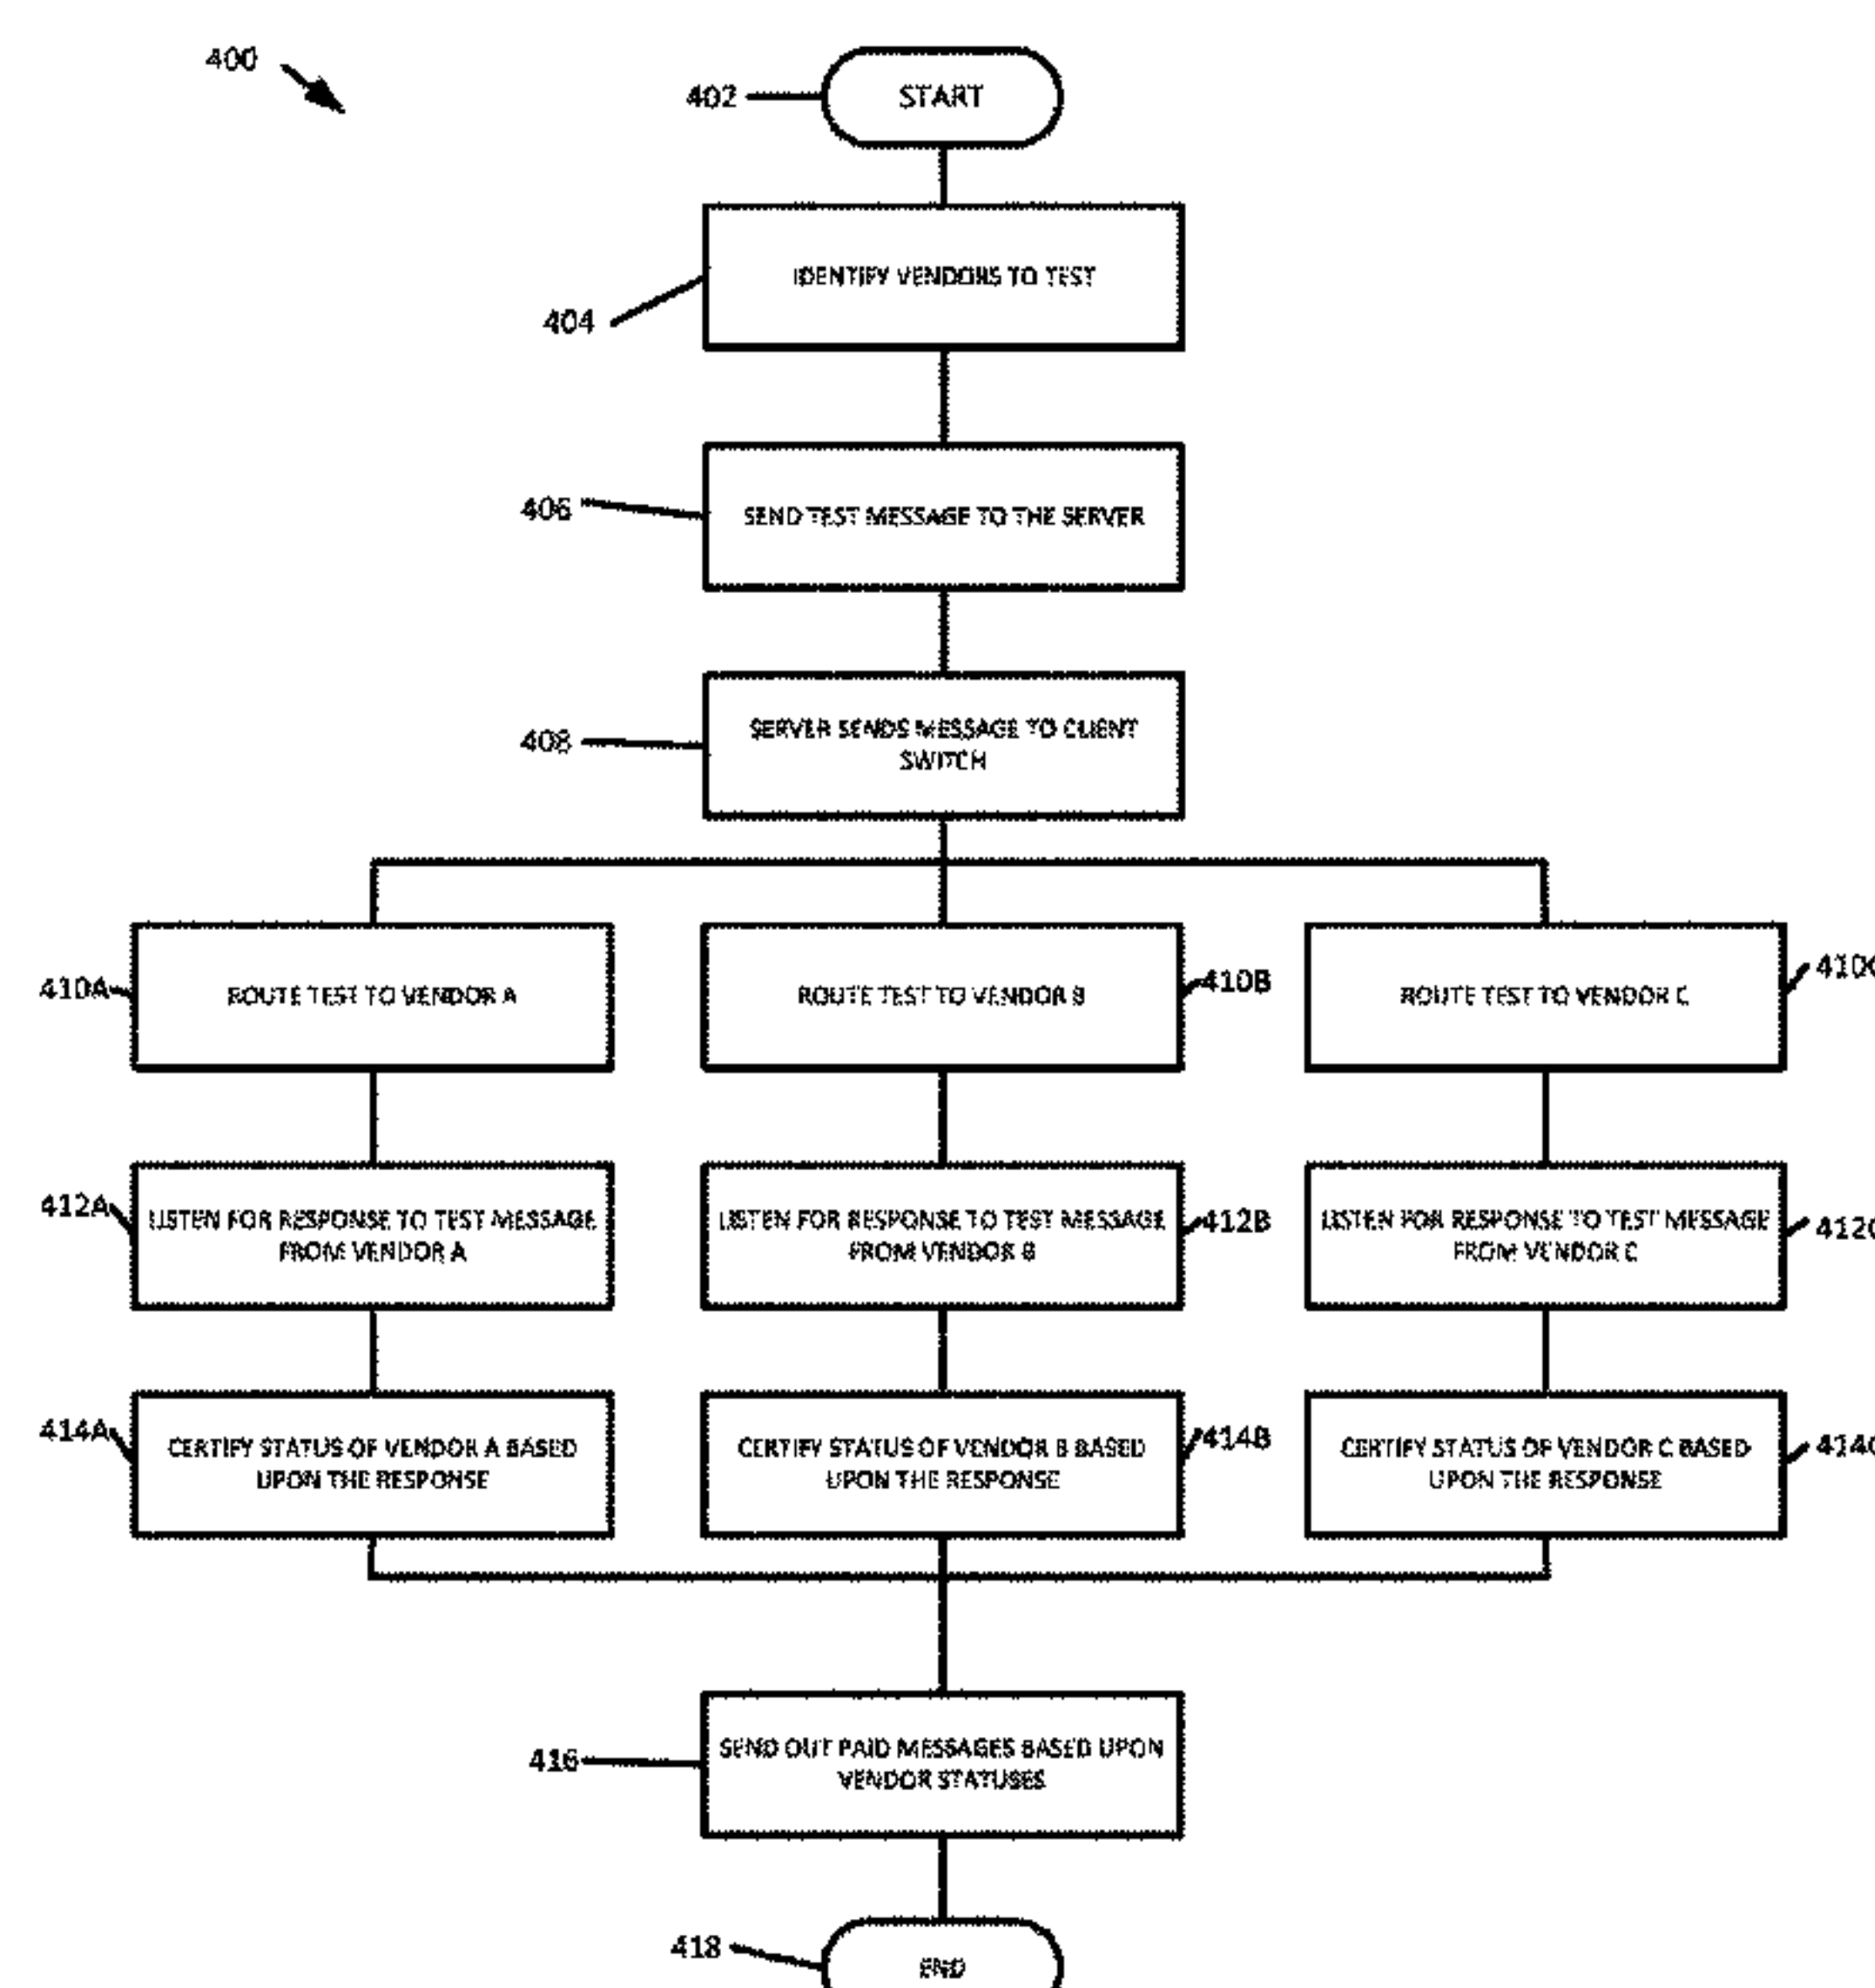 400
402
START
IDENTIFY VENDORS TO TEST
404
406
SEND TEST MESSAGE TO THE SERVER
408
SERVER SENDS MESSAGE TO CLIENT
SWITCH
410A
ROUTE TEST TO VENDOR A
ROUTE TEST TO VENDOR B
410B
ROUTE TEST TO VENDOR C
410C
412A
LISTEN FOR RESPONSE TO TEST MESSAGE
FROM VENDOR A
LISTEN FOR RESPONSE TO TEST MESSAGE
FROM VENDOR B
412B
LISTEN FOR RESPONSE TO TEST MESSAGE
FROM VENDOR C
412C
414A
CERTIFY STATUS OF VENDOR A BASED
UPON THE RESPONSE
CERTIFY STATUS OF VENDOR B BASED
UPON THE RESPONSE
414B
CERTIFY STATUS OF VENDOR C BASED
UPON THE RESPONSE
414C
416
SEND OUT PAID MESSAGES BASED UPON
VENDOR STATUSES
418
END